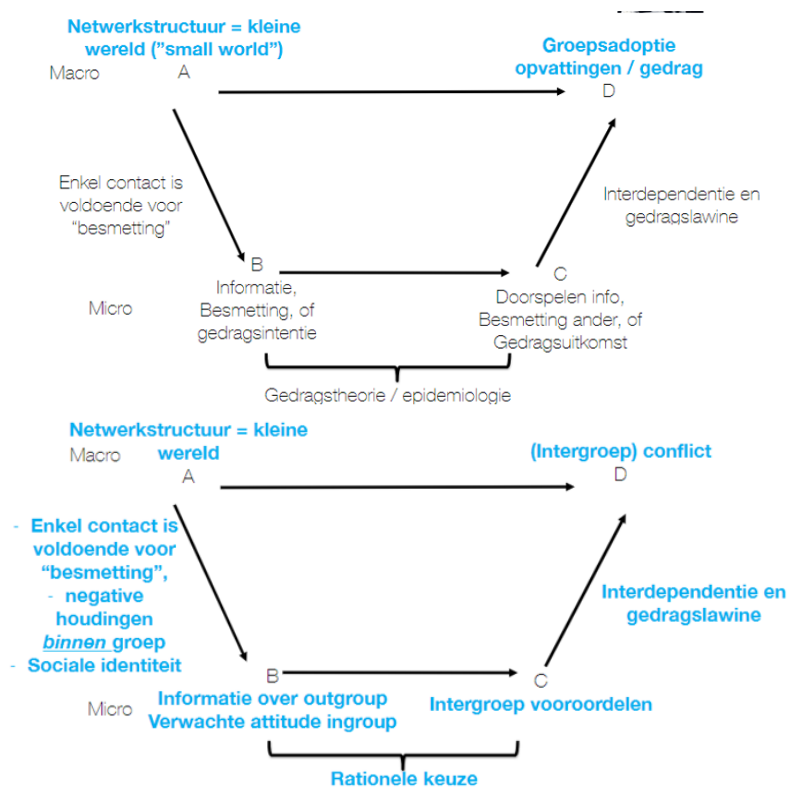 Netwerkstructuur = kleine
wereld ("small world")
Groepsadoptie
opvattingen / gedrag
Macro
A
D
Enkel contact is
voldoende voor
"besmetting"
Interdependentie en
gedragslawine
B
C
Micro
Informatie,
Besmetting, of
gedragsintentie
Doorspelen info,
Besmetting ander, of
Gedragsuitkomst
Gedragstheorie / epidemiologie
Netwerkstructuur = kleine
Macro wereld
(Intergroep) conflict
A
D
- Enkel contact is
voldoende voor
"besmetting",
- negative
houdingen
binnen groep
- Sociale identiteit
Interdependentie en
gedragslawine
B
C
Micro
Informatie over outgroup
Verwachte attitude ingroup
Intergroep vooroordelen
Rationele keuze